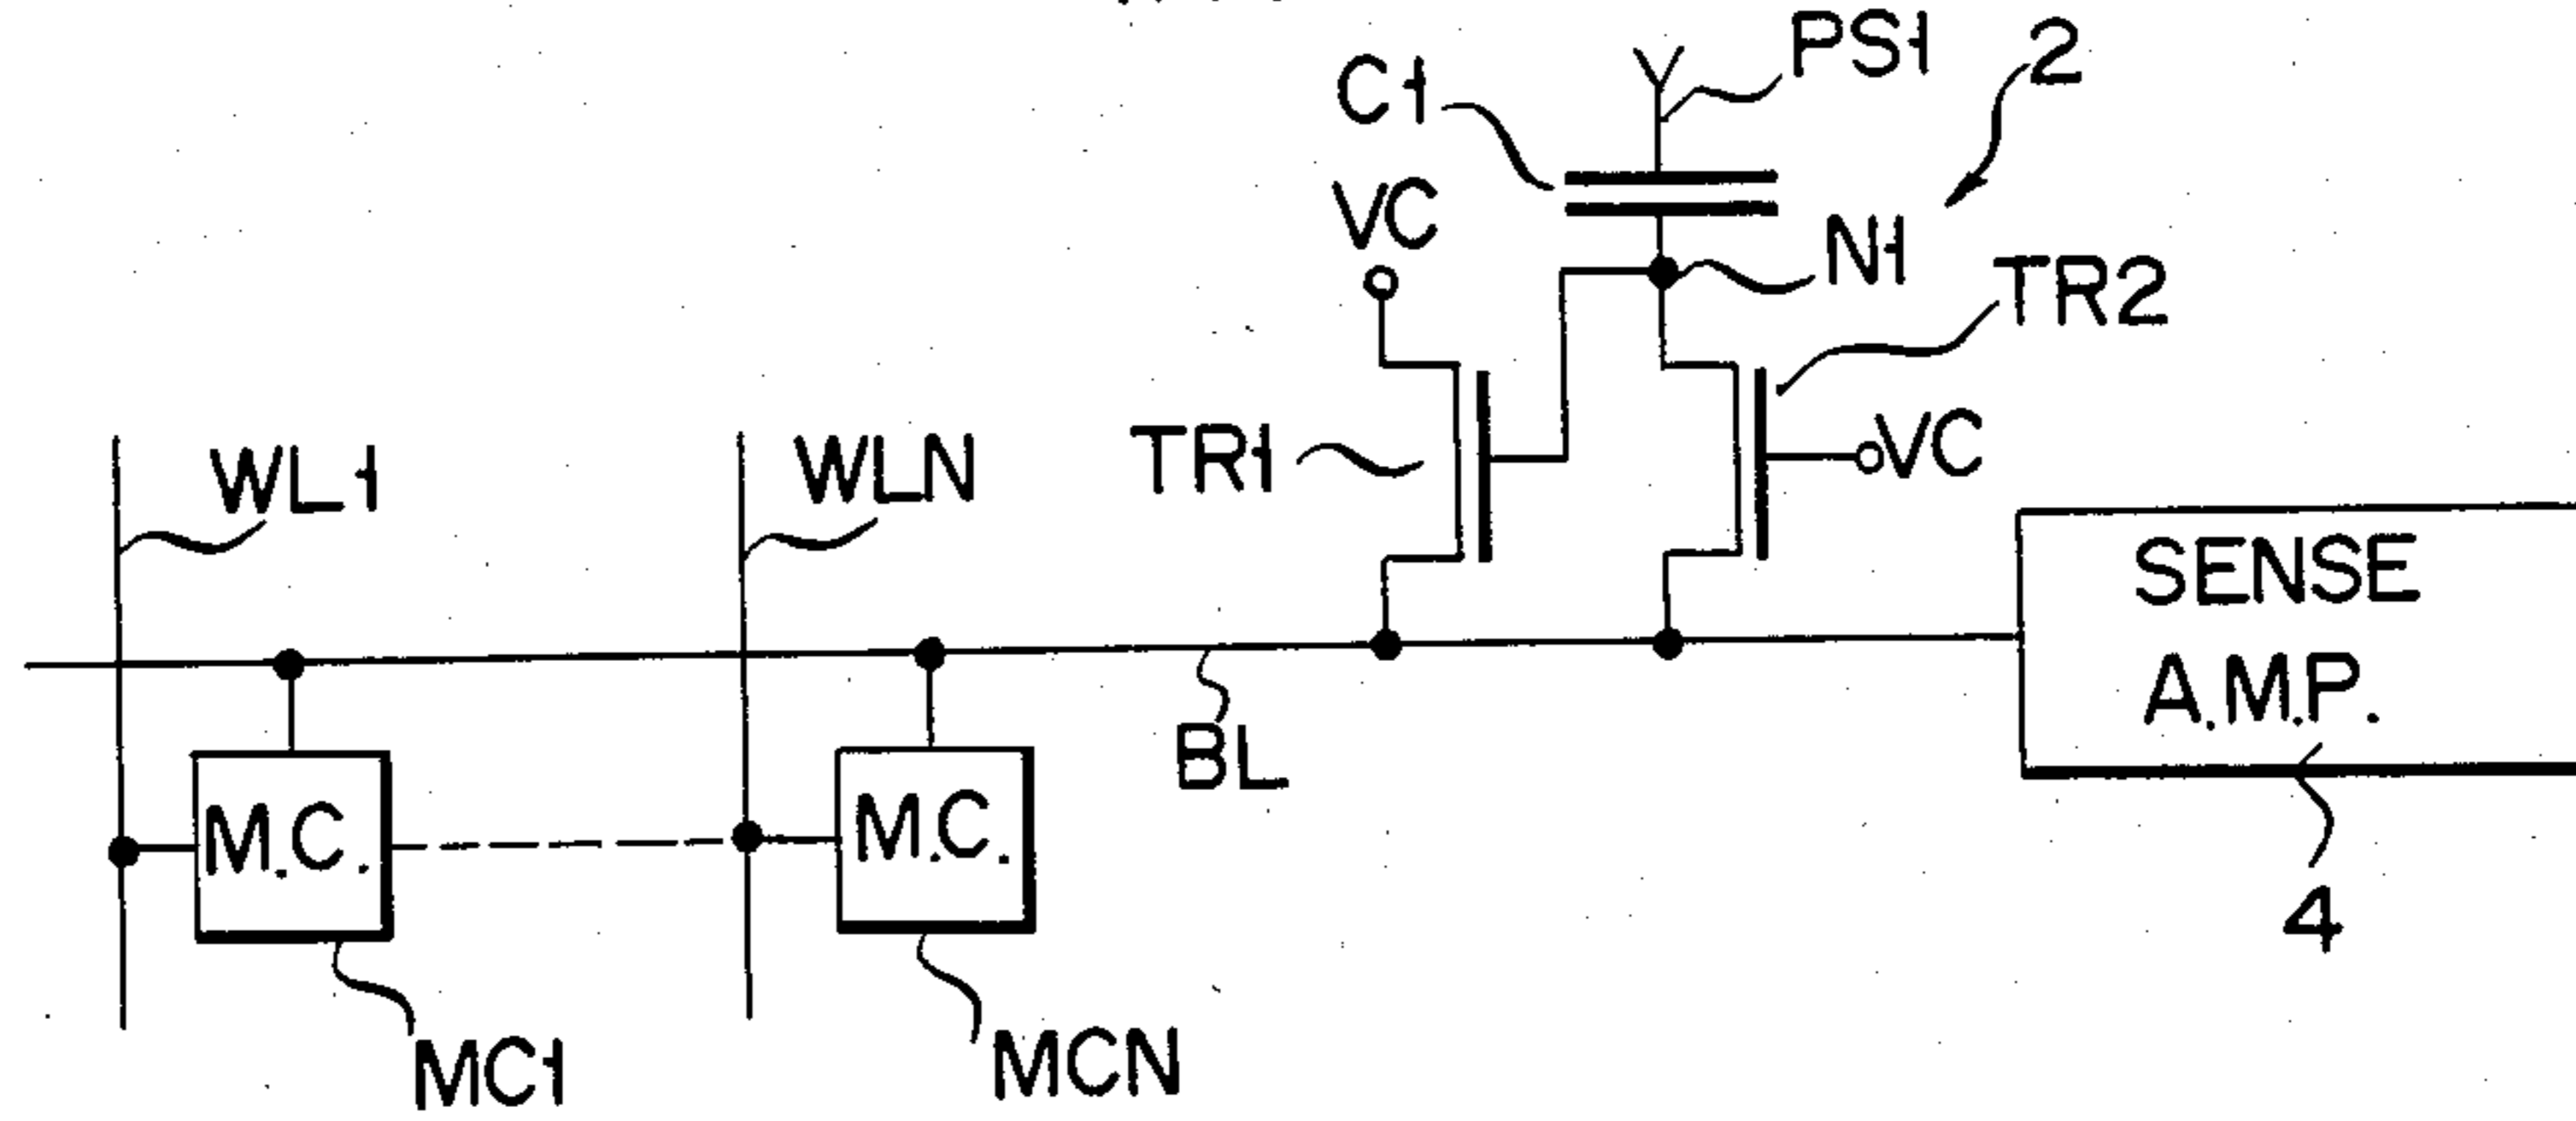 PS1
2
C1
VC
N1
TR2
WL1
WLN
TR1
VC
SENSE
A.M.P.
BL
M.C.
M.C.
4
MC1
MCN